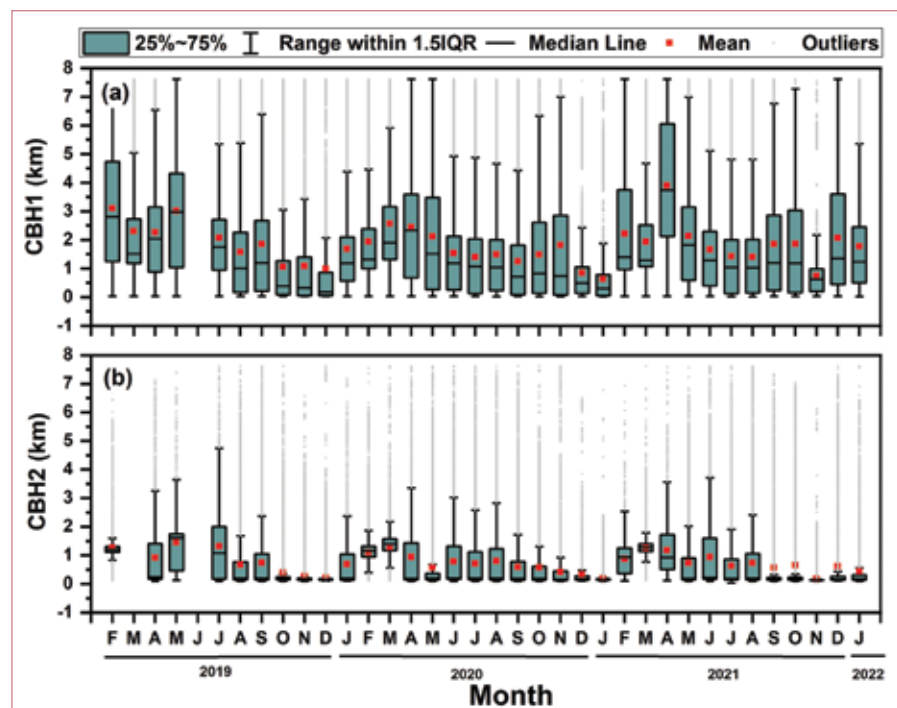 25%~75% Range within 1.5IQR Median Line Mean Outliers
(a)
CBH1 (km)
8
7
6
5
4
3
2
1
0
-1
(b)
CBH2 (km)
8
7
6
5
4
3
2
1
0
-1
F M A M J J A S O N D J F M A M J J A S O N D J F M A M J J A S O N D J
2019 2020 2021 2022
Month